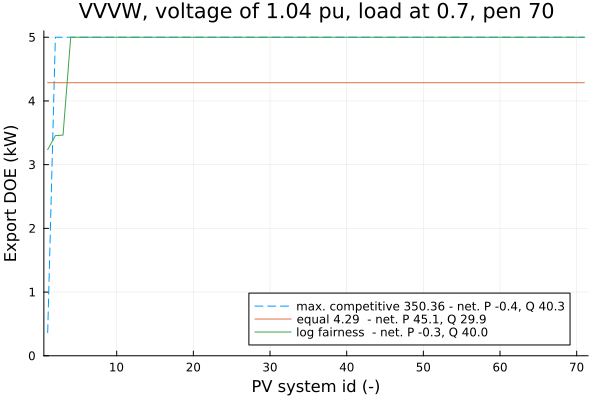 VVVW, voltage of 1.04 pu, load at 0.7, pen 70
5
4
3
2
1
0
Export DOE (kW)
max. competitive 350.36 - net. P -0.4, Q 40.3
equal 4.29  - net. P 45.1, Q 29.9
log fairness  - net. P -0.3, Q 40.0
10 20 30 40 50 60 70
PV system id (-)